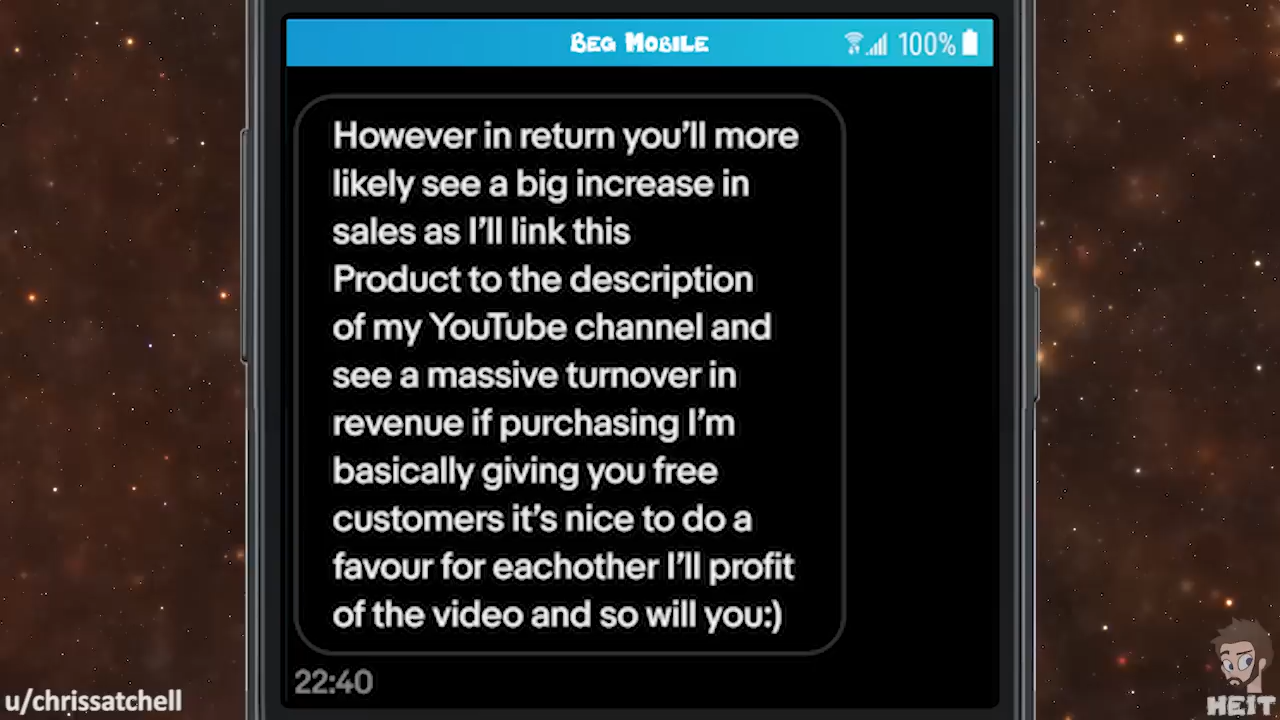 BEG MOBILE
100%
However in return you'll more
likely see a big increase in
sales as I'll link this
Product to the description
of my YouTube channel and
see a massive turnover in
revenue if purchasing I'm
basically giving you free
customers it's nice to do a
favour for eachother I'll profit
of the video and so will you:)
22:40
u/chrissatchell
HEIT